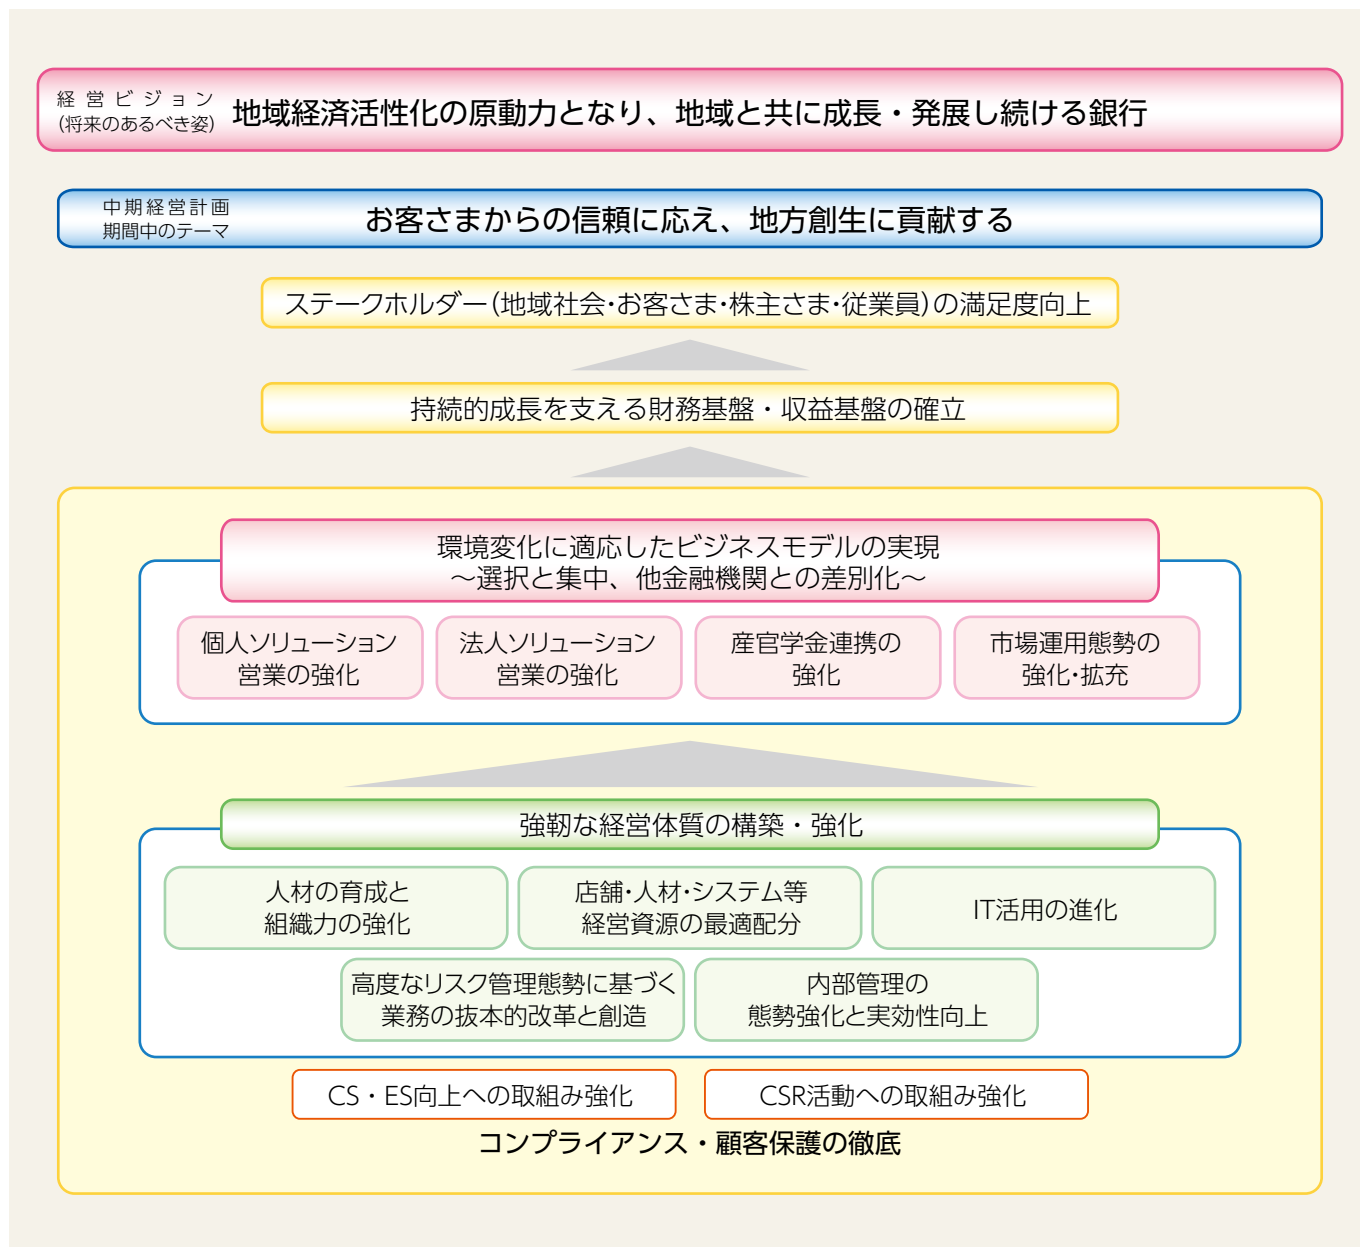 経営ビジョン
(将来のあるべき姿)
地域経済活性化の原動力となり、地域と共に成長・発展し続ける銀行
中期経営計画
期間中のテーマ
お客さまからの信頼に応え、地方創生に貢献する
ステークホルダー(地域社会・お客さま・株主さま・従業員)の満足度向上
持続的成長を支える財務基盤・収益基盤の確立
環境変化に適応したビジネスモデルの実現
〜選択と集中、他金融機関との差別化〜
個人ソリューション
営業の強化
法人ソリューション
営業の強化
産官学金連携の
強化
市場運用態勢の
強化・拡充
強靭な経営体質の構築・強化
人材の育成と
組織力の強化
店舗・人材・システム等
経営資源の最適配分
IT活用の進化
高度なリスク管理態勢に基づく
業務の抜本的改革と創造
内部管理の
態勢強化と実効性向上
CS・ES向上への取組み強化
CSR活動への取組み強化
コンプライアンス・顧客保護の徹底